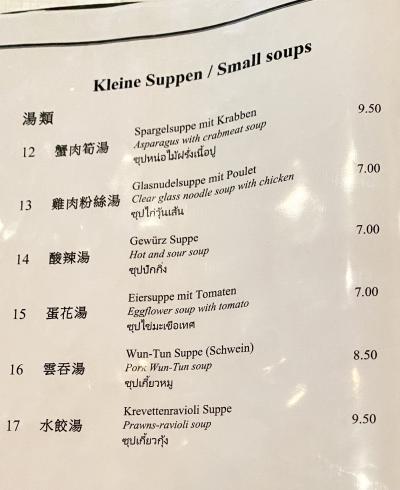 Kleine Suppen / Small soups
湯類
Spargelsuppe mit Krabben 9.50
12 蟹肉筍湯 Asparagus with crabmeat soup
ซุปหน่อไม้ฝรั่งเนื้อปู
Glasnudelsuppe mit Poulet 7.00
13 雞肉粉絲湯 Clear glass noodle soup with chicken
ซุปไก่วุ้นเส้น
Gewürz Suppe 7.00
14 酸辣湯 Hot and sour soup
ซุปปักกิ่ง
Eiersuppe mit Tomaten 7.00
15 蛋花湯 Eggflower soup with tomato
ซุปไข่มะเขือเทศ
Wun-Tun Suppe (Schwein) 8.50
16 雲吞湯 Pork Wun-Tun soup
ซุปเกี้ยวหมู
Krevettenravioli Suppe 9.50
17 水餃湯 Prawns-ravioli soup
ซุปเกี้ยวกุ้ง